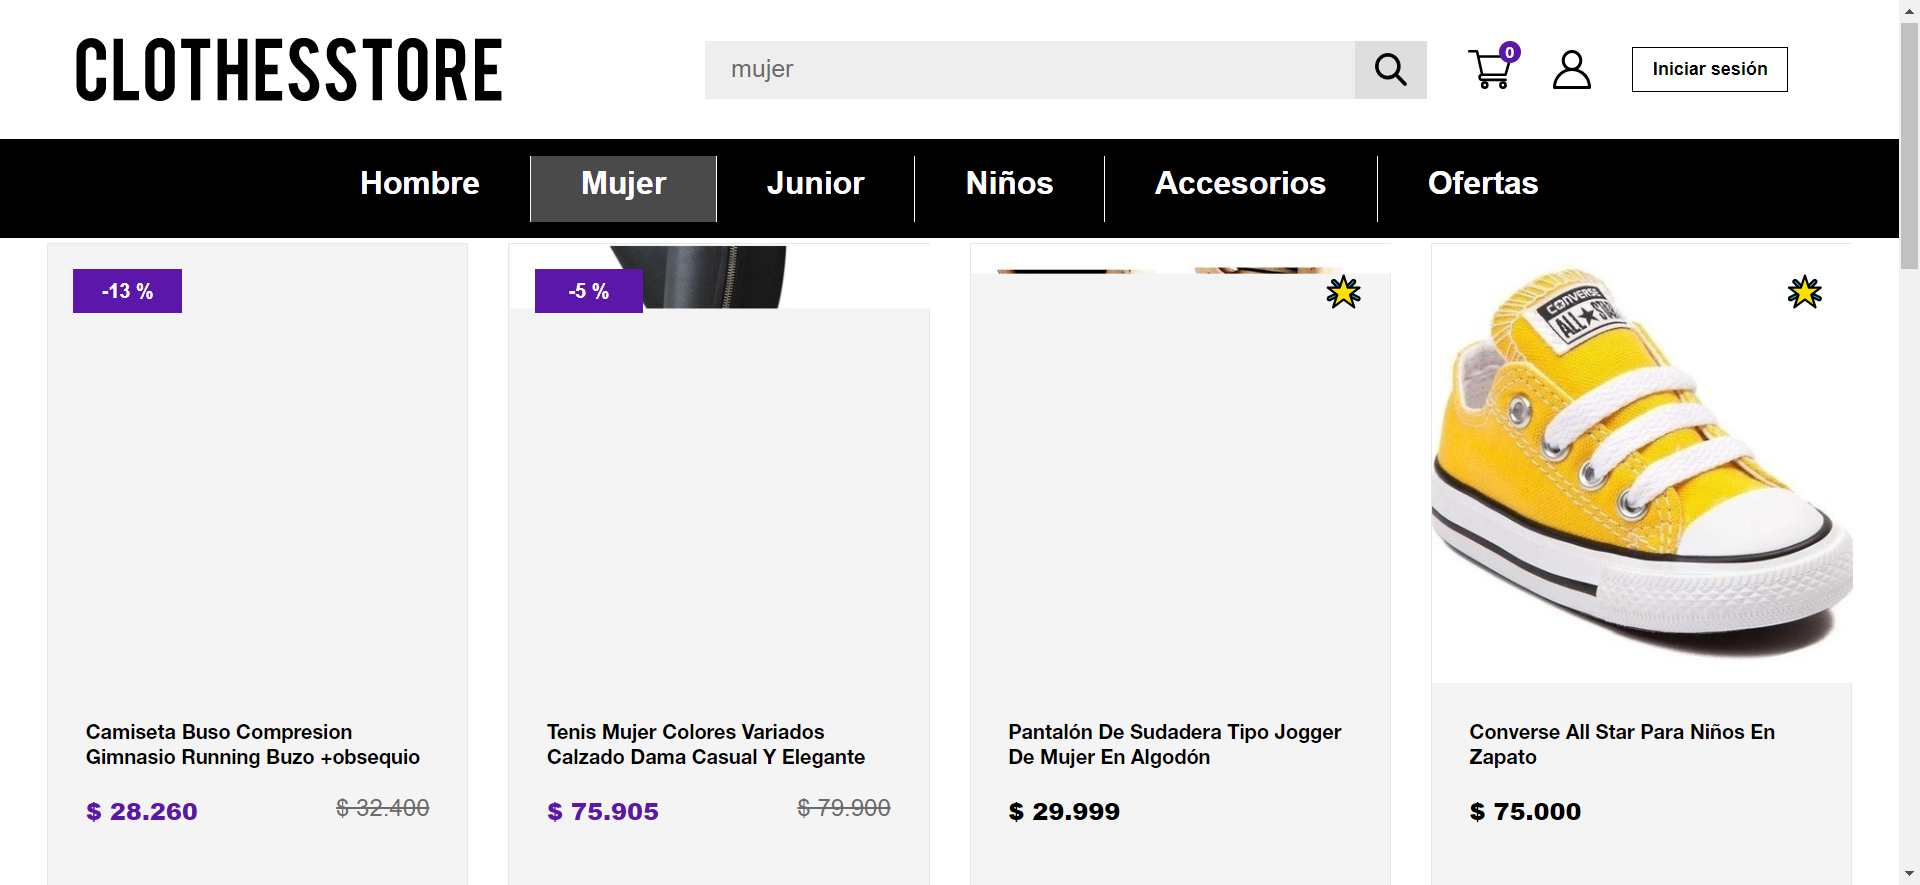 CLOTHESSTORE
mujer
0
Iniciar sesión
Hombre
Mujer
Junior
Niños
Accesorios
Ofertas
-13 %
-5 %
CONVERSE
ALL STAR
Camiseta Buso Compresion
Gimnasio Running Buzo +obsequio
$ 28.260
$ 32.400
Tenis Mujer Colores Variados
Calzado Dama Casual Y Elegante
$ 75.905
$ 79.900
Pantalón De Sudadera Tipo Jogger
De Mujer En Algodón
$ 29.999
Converse All Star Para Niños En
Zapato
$ 75.000